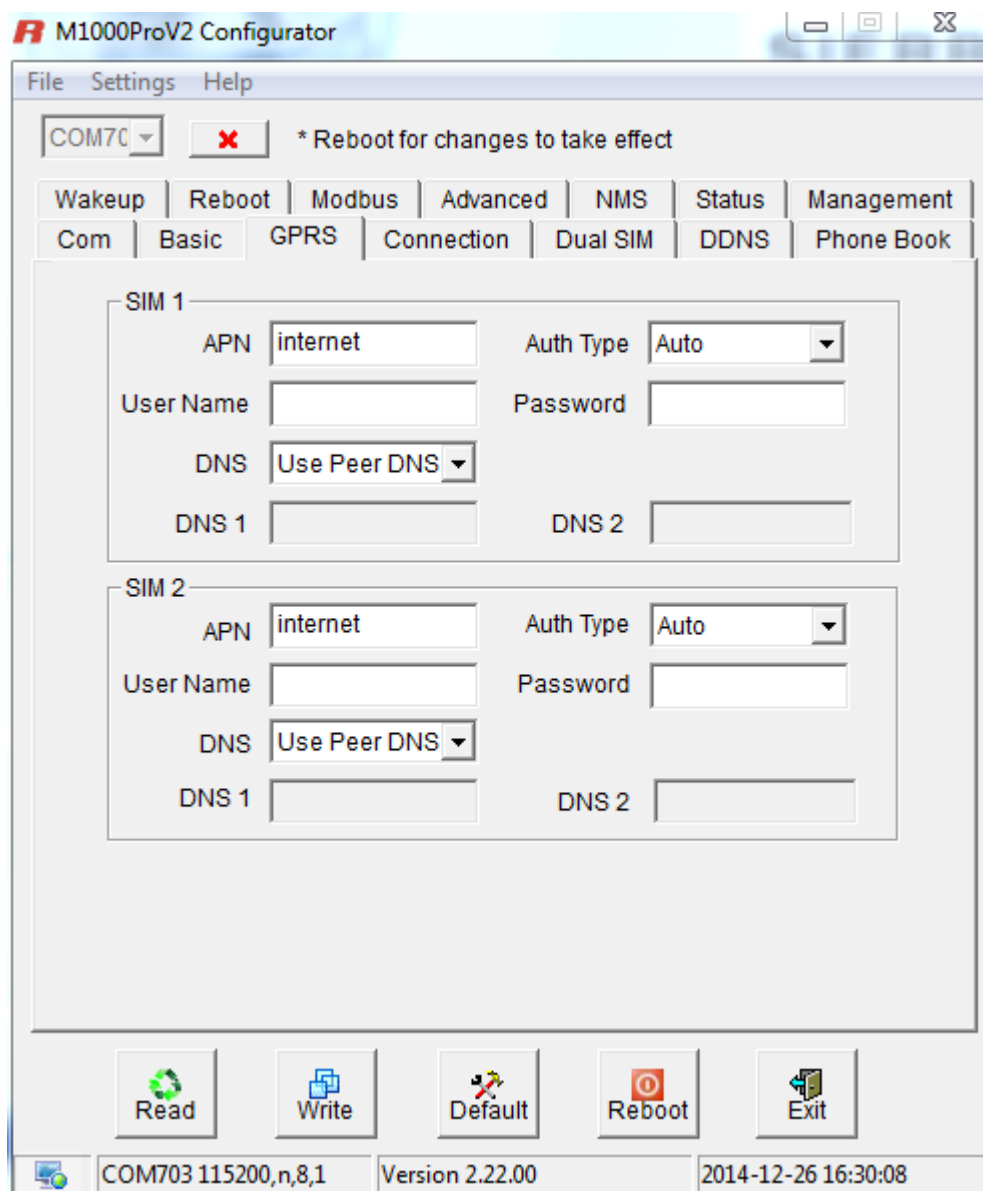 M1000ProV2 Configurator
File Settings Help
COM70 * Reboot for changes to take effect
Wakeup Reboot Modbus Advanced NMS Status Management
Com Basic GPRS Connection Dual SIM DDNS Phone Book
SIM 1
APN internet Auth Type Auto
User Name Password
DNS Use Peer DNS
DNS 1 DNS 2
SIM 2
APN internet Auth Type Auto
User Name Password
DNS Use Peer DNS
DNS 1 DNS 2
Read Write Default Reboot Exit
COM703 115200,n,8,1 Version 2.22.00 2014-12-26 16:30:08